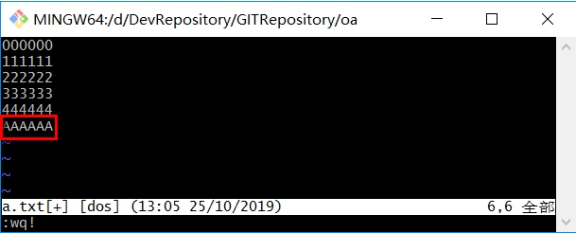 MINGW64:/d/DevRepository/GITRepository/oa
000000
111111
222222
333333
444444
AAAAAA
~
~
~
~
a.txt[+] [dos] (13:05 25/10/2019) 6,6 全部
:wq!